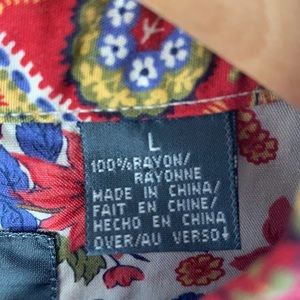 L
100%RAYON/
RAYONNE
MADE IN CHINA/
FAIT EN CHINE/
HECHO EN CHINA
OVER/AU VERSO↓